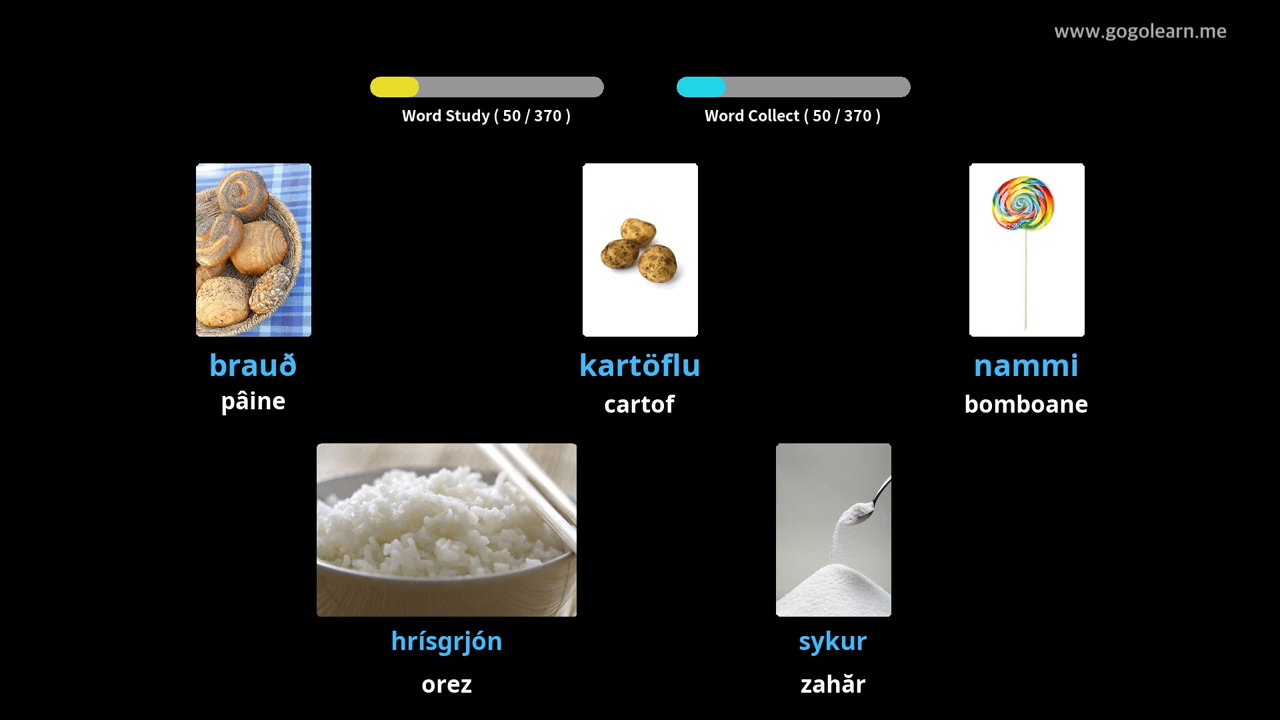 www.gogolearn.me
Word Study ( 50 / 370 )
Word Collect ( 50 / 370 )
brauð
pâine
kartöflu
cartof
nammi
bomboane
hrísgrjón
orez
sykur
zahăr